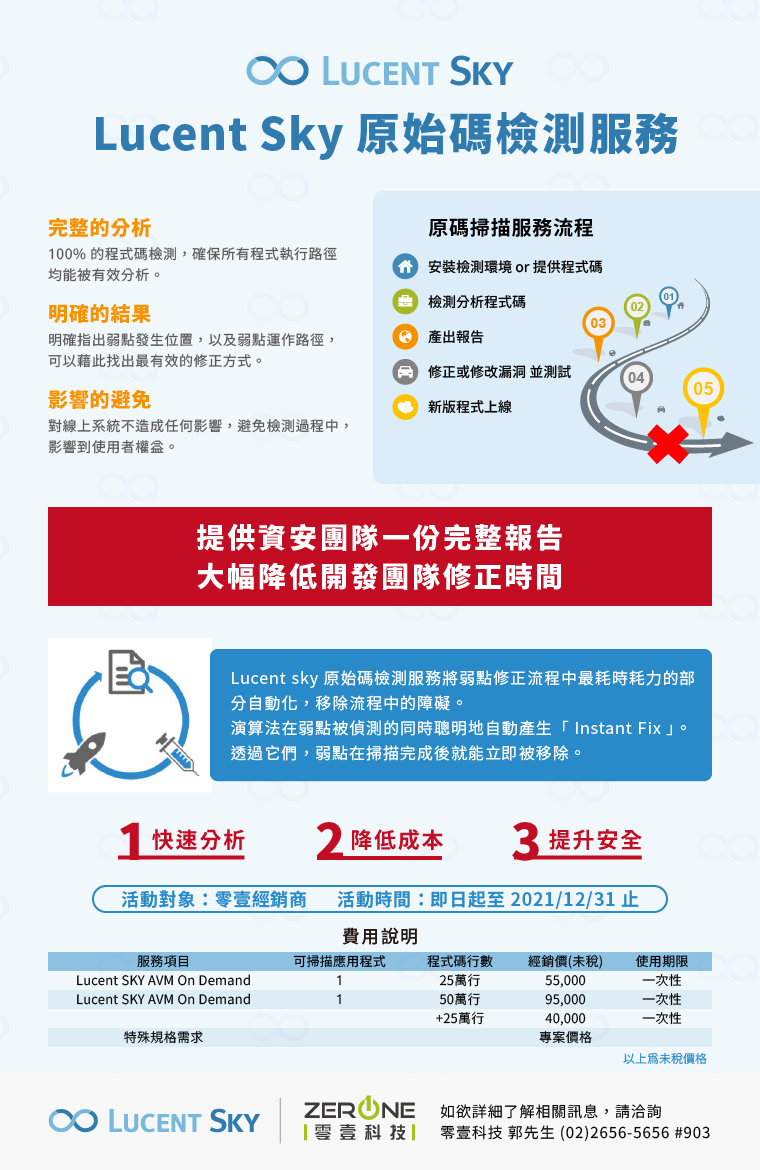 LUCENT SKY
Lucent Sky 原始碼檢測服務
完整的分析
100% 的程式碼檢測，確保所有程式執行路徑
均能被有效分析。
明確的結果
明確指出弱點發生位置，以及弱點運作路徑，
可以藉此找出最有效的修正方式。
影響的避免
對線上系統不造成任何影響，避免檢測過程中，
影響到使用者權益。
原碼掃描服務流程
安裝檢測環境 or 提供程式碼
檢測分析程式碼
產出報告
修正或修改漏洞 並測試
新版程式上線
01
02
03
04
05
提供資安團隊一份完整報告
大幅降低開發團隊修正時間
Lucent sky 原始碼檢測服務將弱點修正流程中最耗時耗力的部
分自動化，移除流程中的障礙。
演算法在弱點被偵測的同時聰明地自動產生「 Instant Fix 」。
透過它們，弱點在掃描完成後就能立即被移除。
1 快速分析 2 降低成本 3 提升安全
活動對象：零壹經銷商 活動時間：即日起至 2021/12/31 止
費用說明
服務項目 可掃描應用程式 程式碼行數 經銷價(未稅) 使用期限
Lucent SKY AVM On Demand 1 25萬行 55,000 一次性
Lucent SKY AVM On Demand 1 50萬行 95,000 一次性
+25萬行 40,000 一次性
特殊規格需求 專案價格
以上為未稅價格
LUCENT SKY
ZERONE
零壹科技
如欲詳細了解相關訊息，請洽詢
零壹科技 郭先生 (02)2656-5656 #903